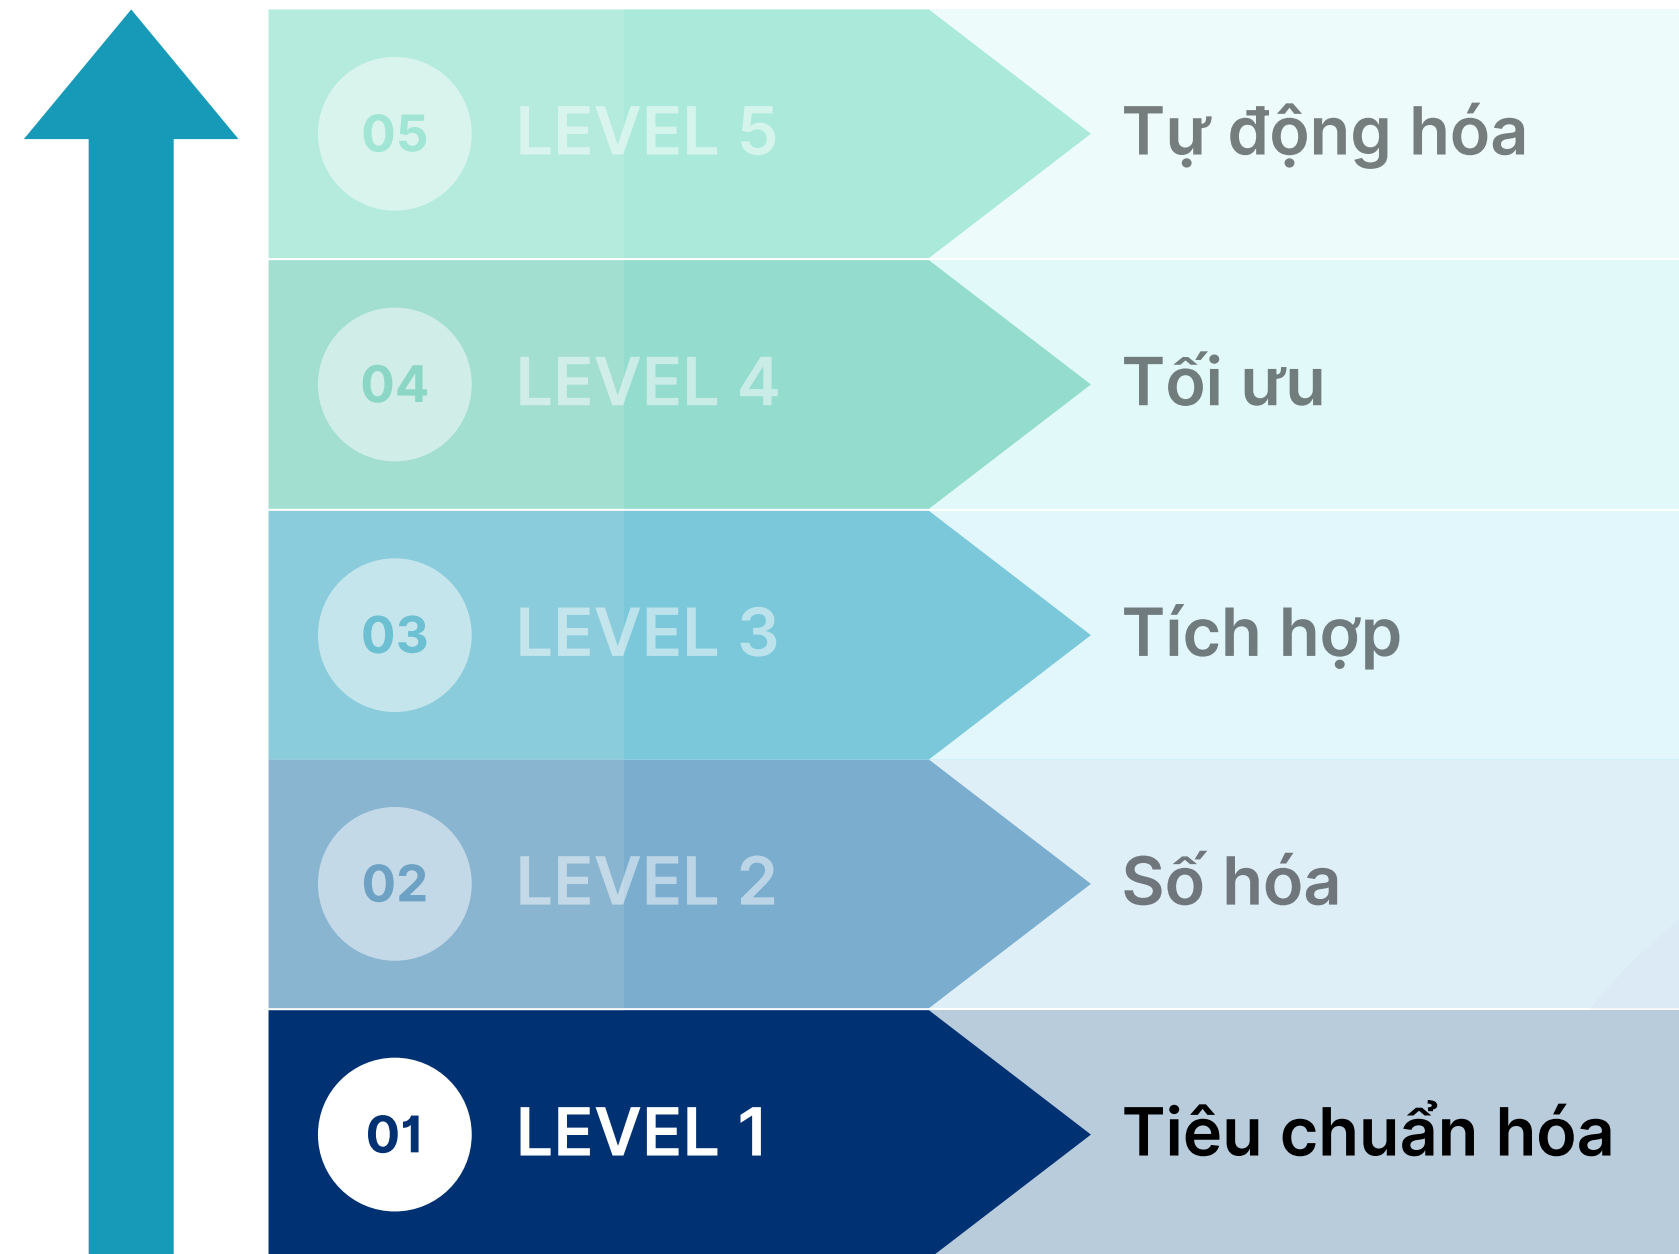 05 LEVEL 5 Tự động hóa
04 LEVEL 4 Tối ưu
03 LEVEL 3 Tích hợp
02 LEVEL 2 Số hóa
01 LEVEL 1 Tiêu chuẩn hóa